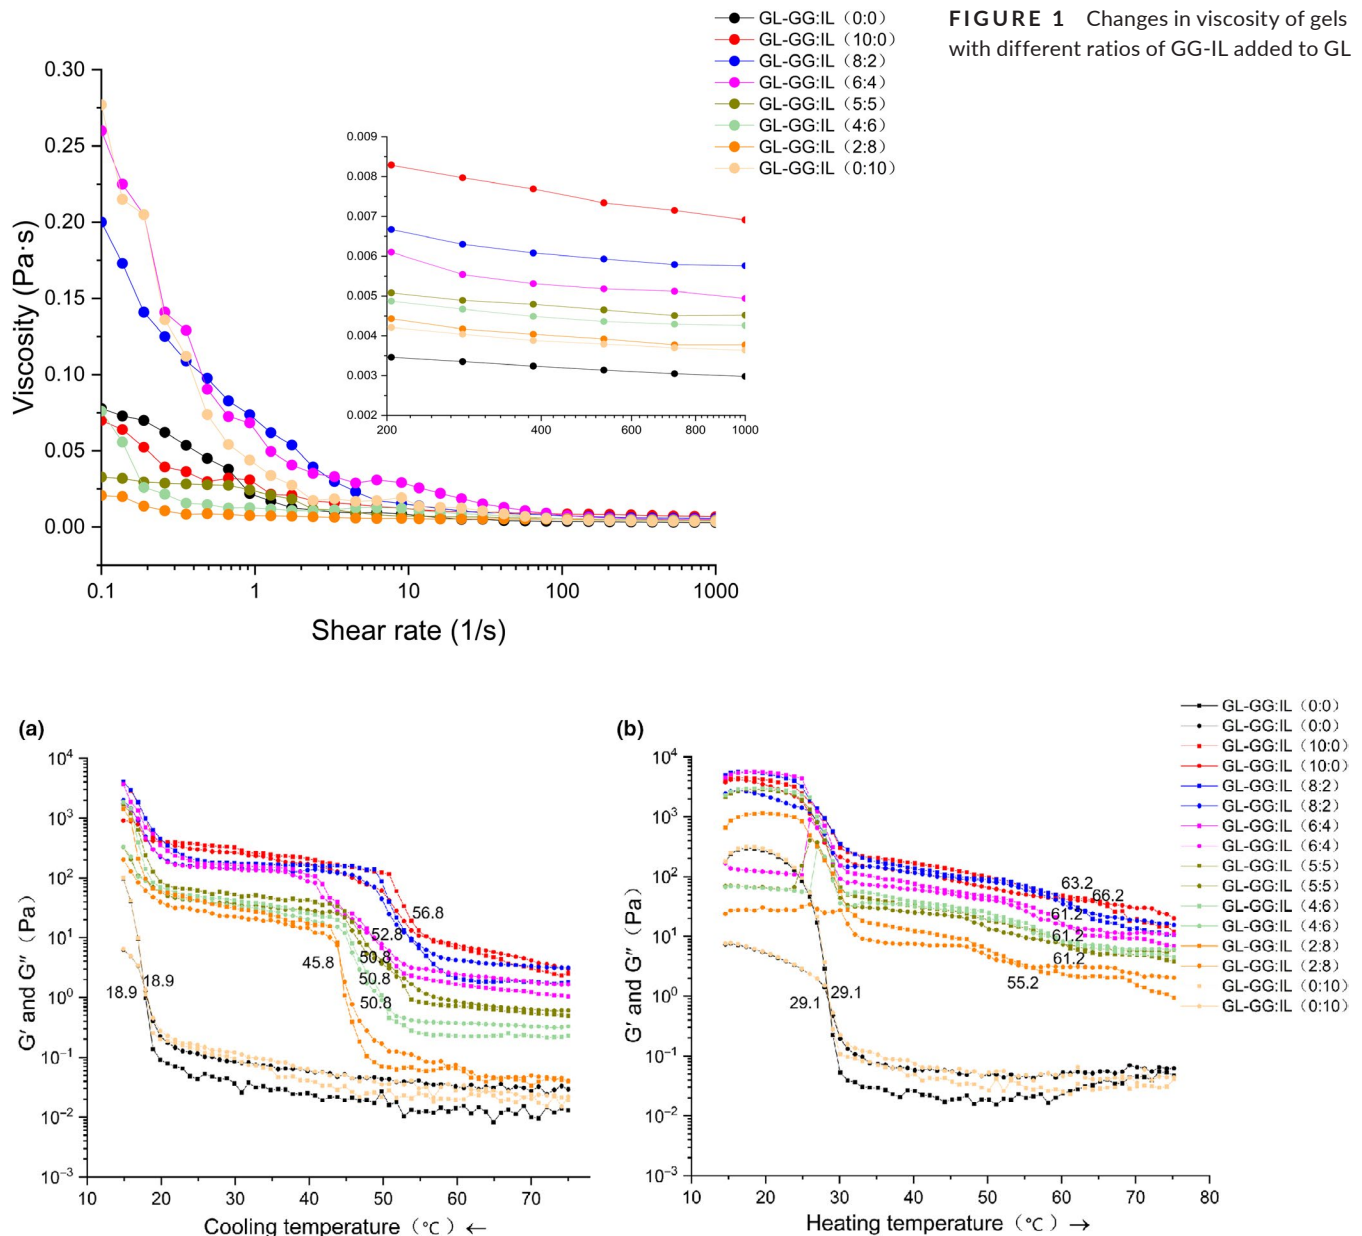 GL-GG:IL（0:0）
GL-GG:IL（10:0）
GL-GG:IL（8:2）
GL-GG:IL（6:4）
GL-GG:IL（5:5）
GL-GG:IL（4:6）
GL-GG:IL（2:8）
GL-GG:IL（0:10）
FIGURE 1 Changes in viscosity of gels
with different ratios of GG-IL added to GL
0.30
0.25
0.20
0.15
0.10
0.05
0.00
Viscosity (Pa·s)
0.009
0.008
0.007
0.006
0.005
0.004
0.003
0.002
200 400 600 800 1000
0.1 1 10 100 1000
Shear rate (1/s)
(a)
10⁴
10³
10²
10¹
10⁰
10⁻¹
10⁻²
10⁻³
G′ and G″（Pa）
56.8
52.8
50.8
50.8
50.8
45.8
18.9
18.9
10 20 30 40 50 60 70
Cooling temperature（℃）←
(b)
10⁴
10³
10²
10¹
10⁰
10⁻¹
10⁻²
10⁻³
G′ and G″（Pa）
63.2
66.2
61.2
61.2
61.2
55.2
29.1
29.1
10 20 30 40 50 60 70 80
Heating temperature（℃）→
GL-GG:IL（0:0）
GL-GG:IL（0:0）
GL-GG:IL（10:0）
GL-GG:IL（10:0）
GL-GG:IL（8:2）
GL-GG:IL（8:2）
GL-GG:IL（6:4）
GL-GG:IL（6:4）
GL-GG:IL（5:5）
GL-GG:IL（5:5）
GL-GG:IL（4:6）
GL-GG:IL（4:6）
GL-GG:IL（2:8）
GL-GG:IL（2:8）
GL-GG:IL（0:10）
GL-GG:IL（0:10）